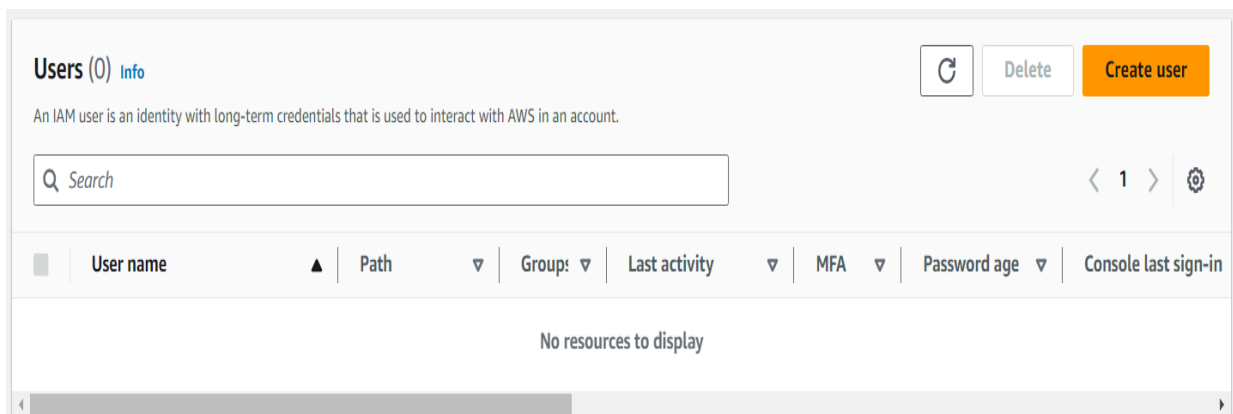 Users (0) Info
Delete
Create user
An IAM user is an identity with long-term credentials that is used to interact with AWS in an account.
Search
1
User name
Path
Groups
Last activity
MFA
Password age
Console last sign-in
No resources to display